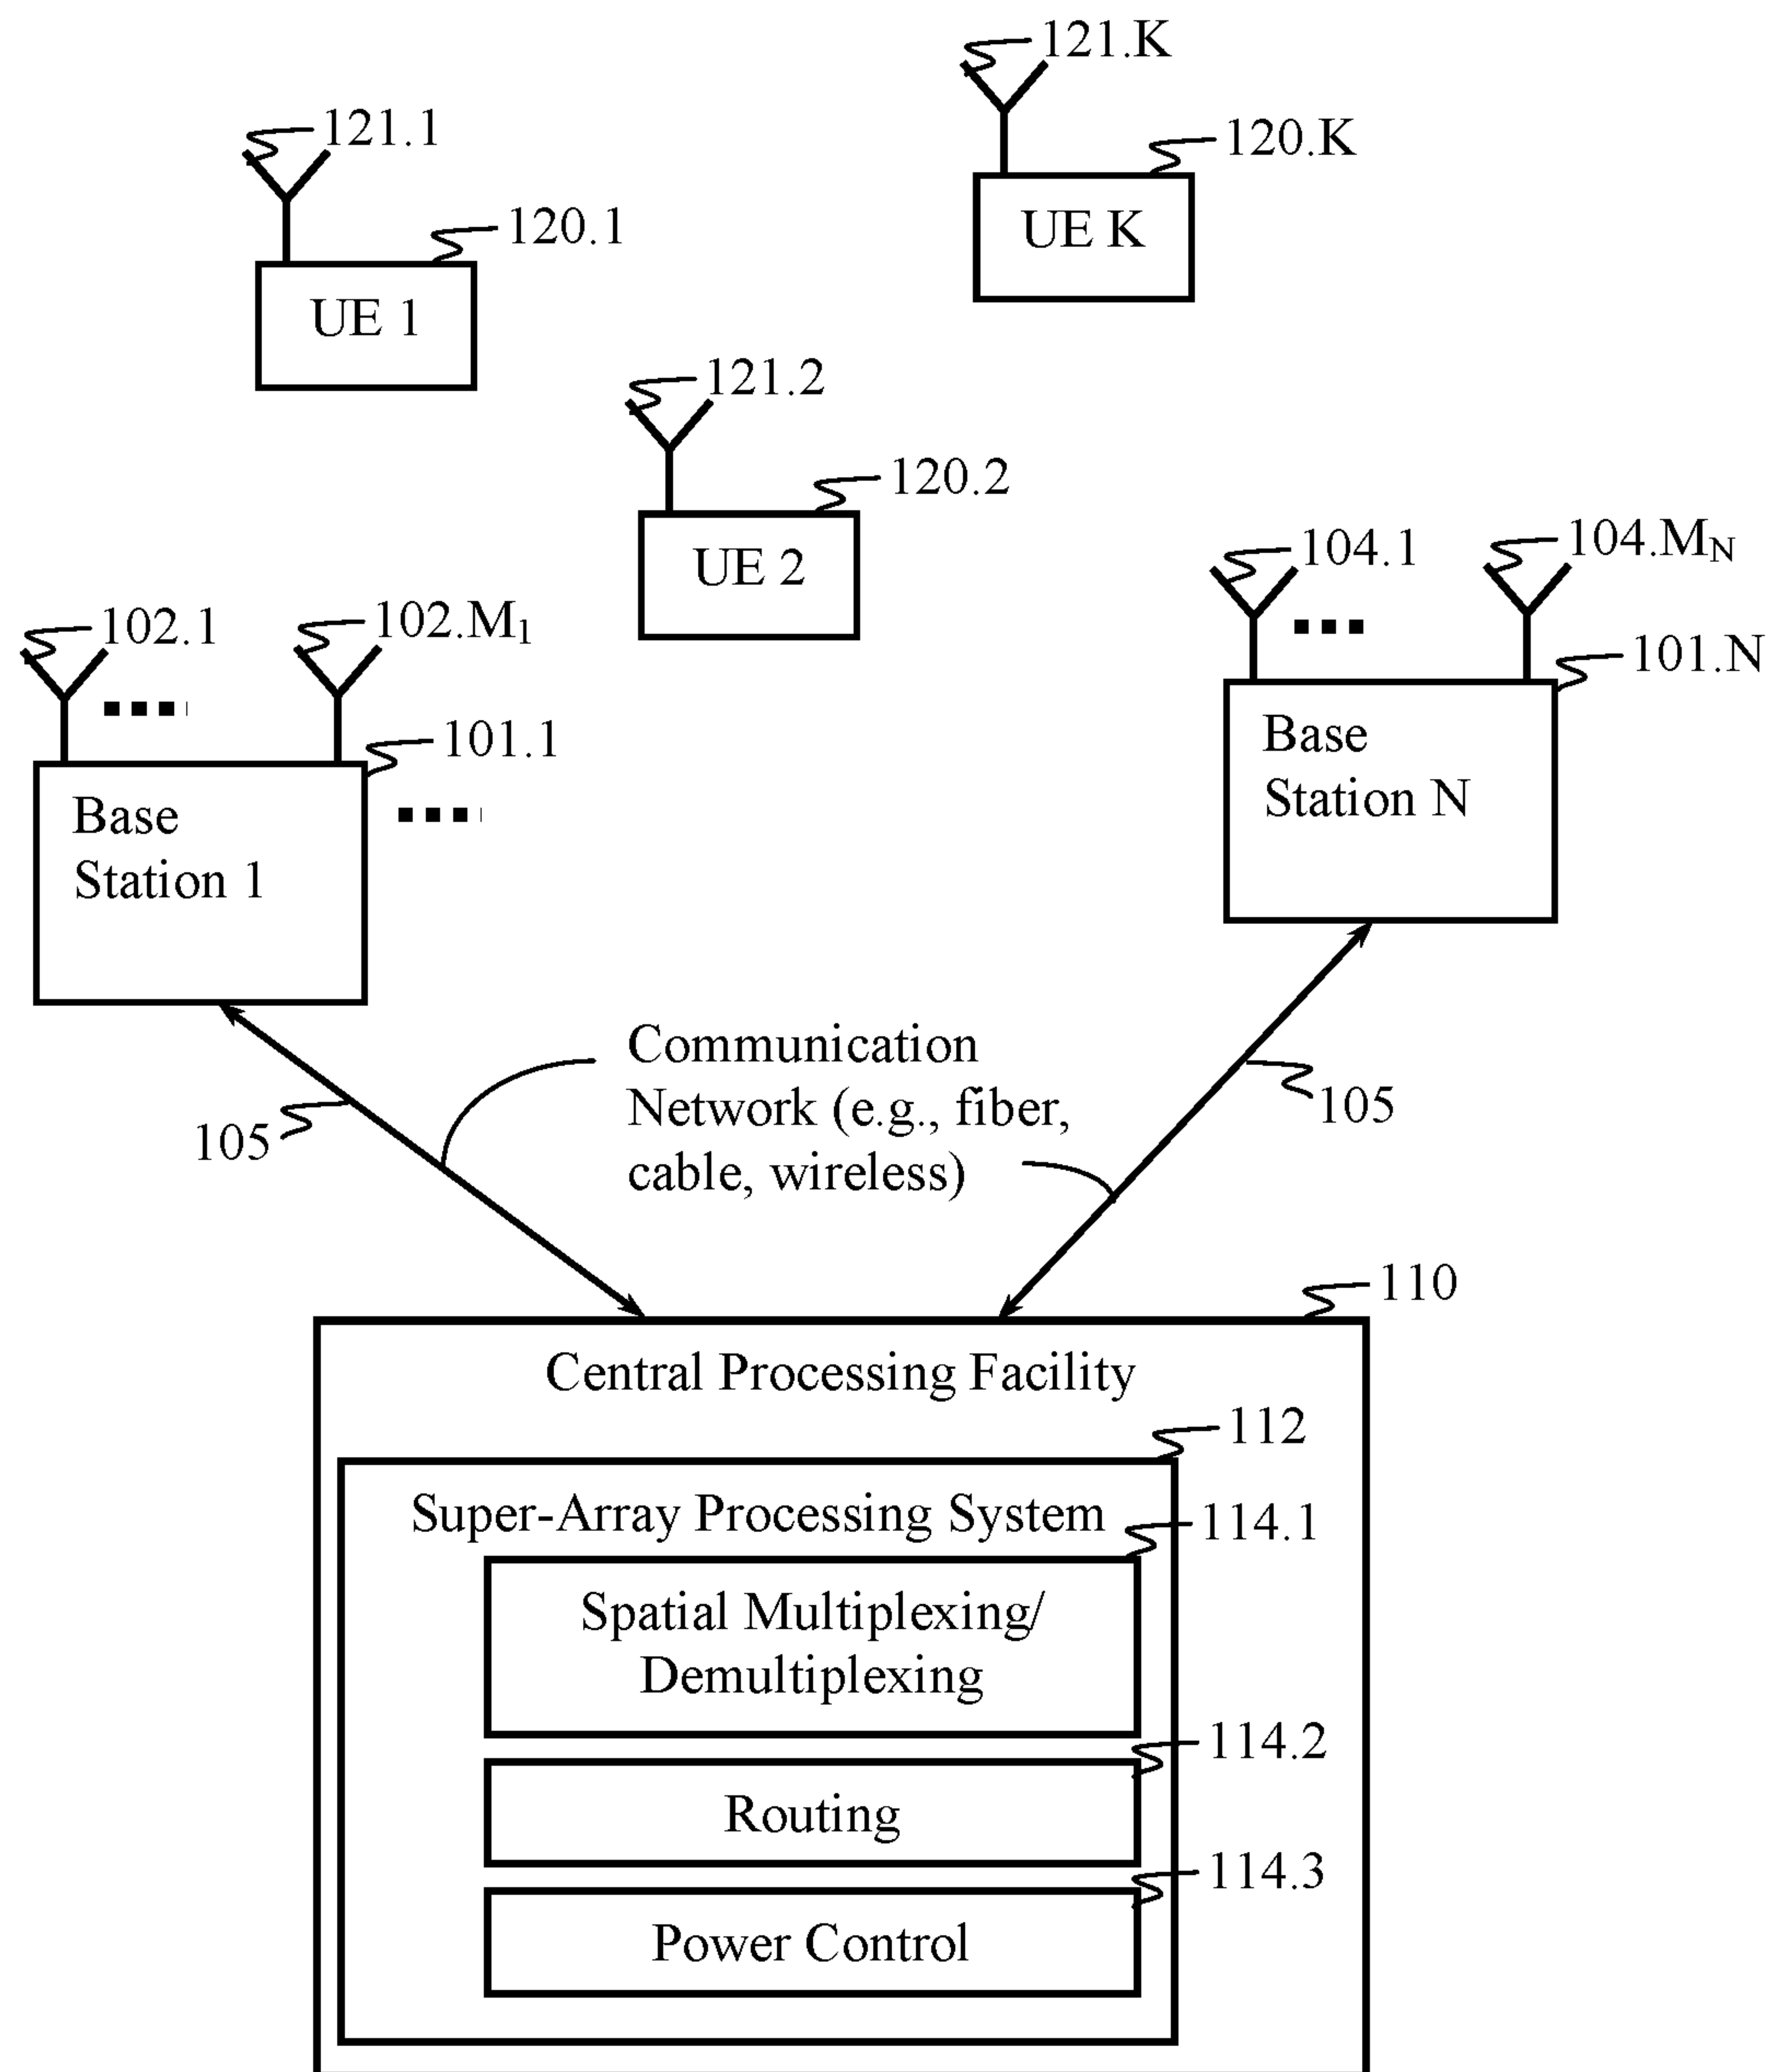 121.K
121.1
120.K
120.1
UE K
UE 1
121.2
120.2
104.1
104.M_N
UE 2
102.1
102.M_1
101.N
101.1
Base
Station N
Base
Station 1
Communication
Network (e.g., fiber,
cable, wireless)
105
105
110
Central Processing Facility
112
Super-Array Processing System
114.1
Spatial Multiplexing/
Demultiplexing
114.2
Routing
114.3
Power Control